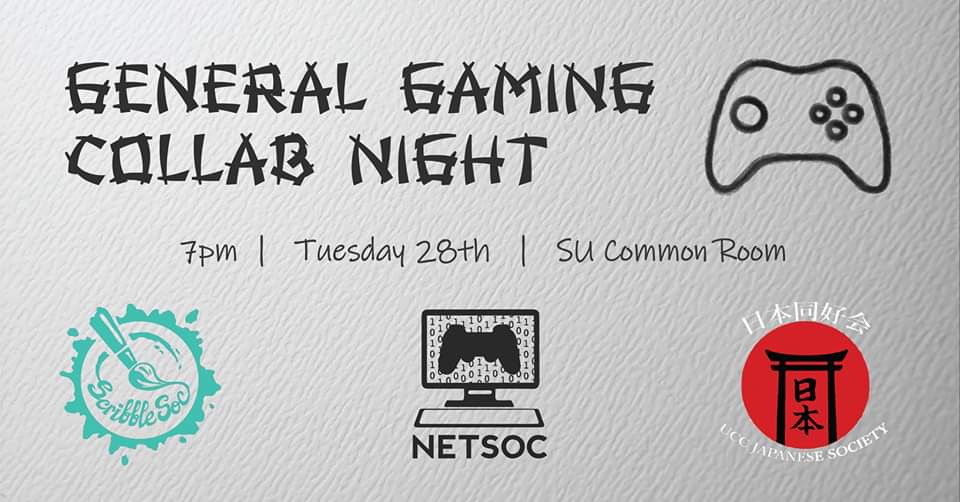 GENERAL GAMING
COLLAB NIGHT
7pm | Tuesday 28th | SU Common Room
ScribbleSoc
NETSOC
日本同好会
日本
UCC JAPANESE SOCIETY